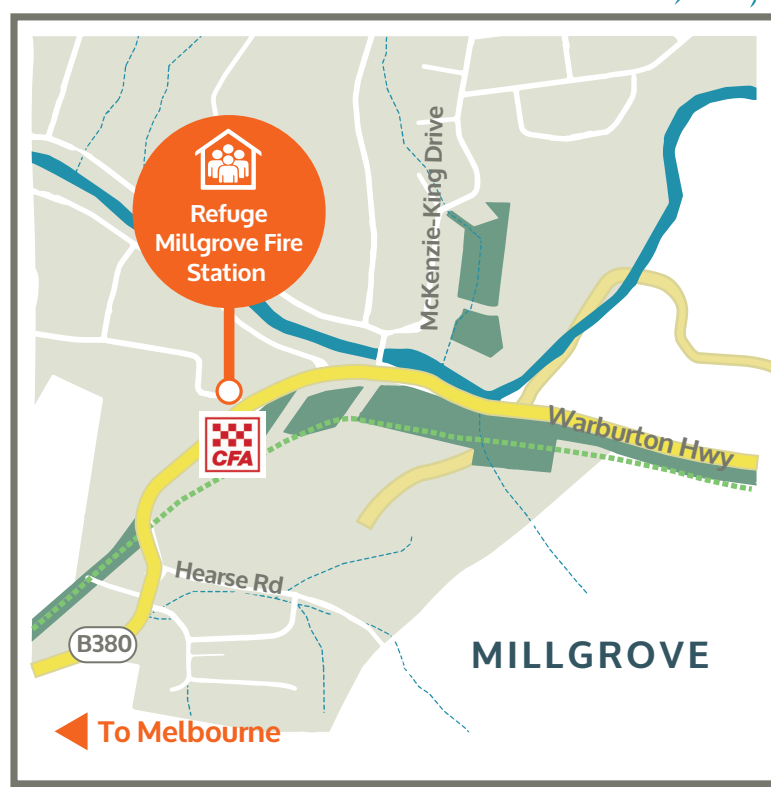 McKenzie-King Drive
Refuge
Millgrove Fire
Station
Warburton Hwy
CFA
Hearse Rd
B380
MILLGROVE
To Melbourne